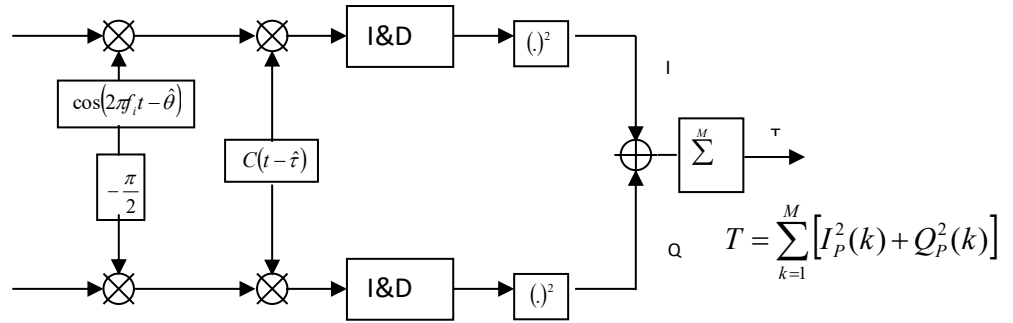 I&D
(.)²
I
cos(2πf_i t − θ̂)
M
Σ
T
C(t − τ̂)
−π/2
Q
T = Σ_{k=1}^{M} [I_P²(k) + Q_P²(k)]
I&D
(.)²